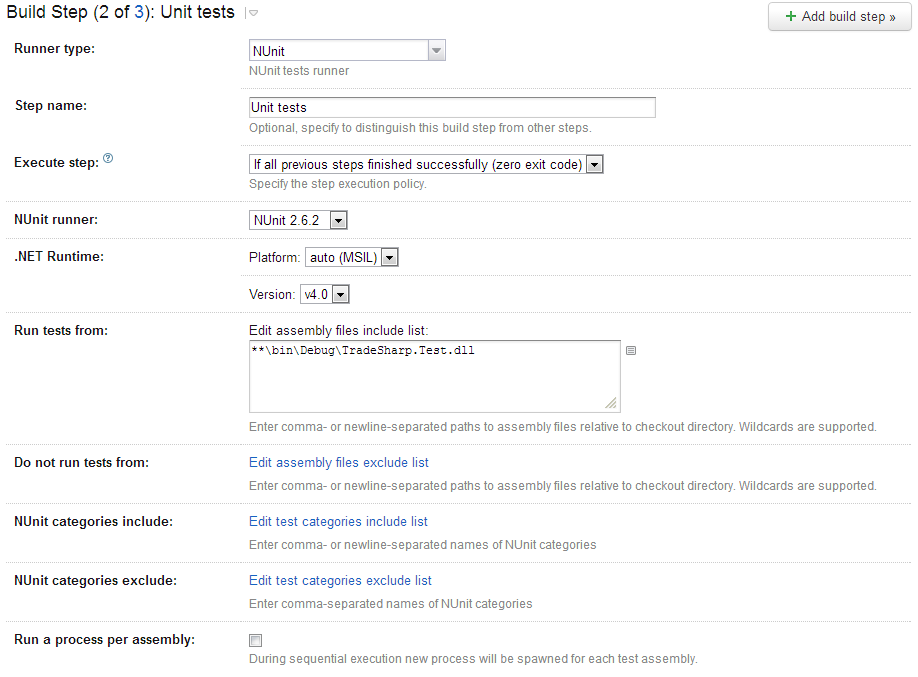 Build Step (2 of 3): Unit tests
Add build step »
Runner type:
NUnit
NUnit tests runner
Step name:
Unit tests
Optional, specify to distinguish this build step from other steps.
Execute step: ?
If all previous steps finished successfully (zero exit code)
Specify the step execution policy.
NUnit runner:
NUnit 2.6.2
.NET Runtime:
Platform: auto (MSIL)
Version: v4.0
Run tests from:
Edit assembly files include list:
**\bin\Debug\TradeSharp.Test.dll
Enter comma- or newline-separated paths to assembly files relative to checkout directory. Wildcards are supported.
Do not run tests from:
Edit assembly files exclude list
Enter comma- or newline-separated paths to assembly files relative to checkout directory. Wildcards are supported.
NUnit categories include:
Edit test categories include list
Enter comma- or newline-separated names of NUnit categories
NUnit categories exclude:
Edit test categories exclude list
Enter comma-separated names of NUnit categories
Run a process per assembly:
During sequential execution new process will be spawned for each test assembly.